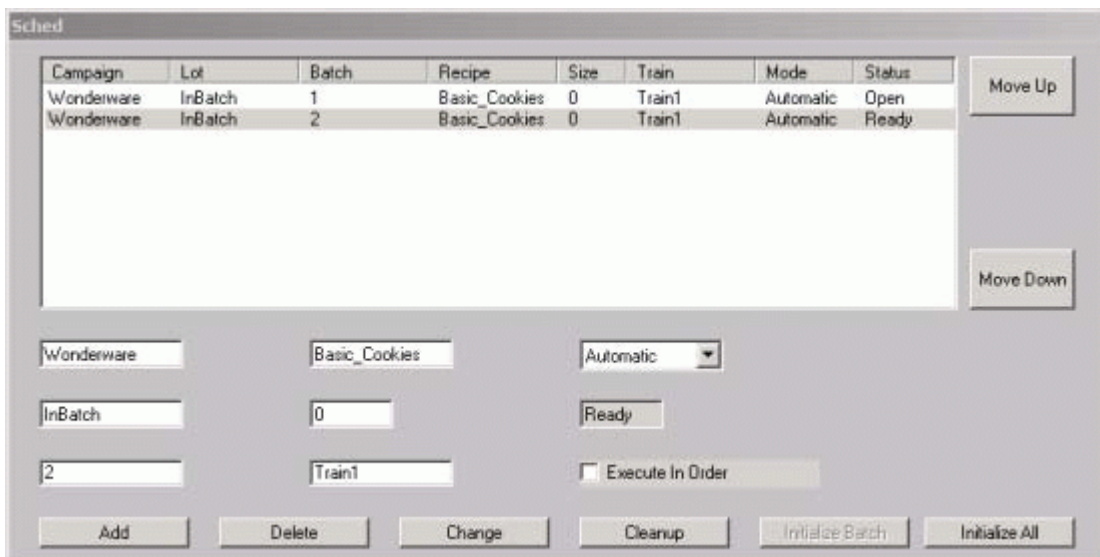 Sched
Campaign Lot Batch Recipe Size Train Mode Status
Wonderware InBatch 1 Basic_Cookies 0 Train1 Automatic Open
Wonderware InBatch 2 Basic_Cookies 0 Train1 Automatic Ready
Move Up
Move Down
Wonderware Basic_Cookies Automatic
InBatch 0 Ready
2 Train1 Execute In Order
Add Delete Change Cleanup Initialize Batch Initialize All